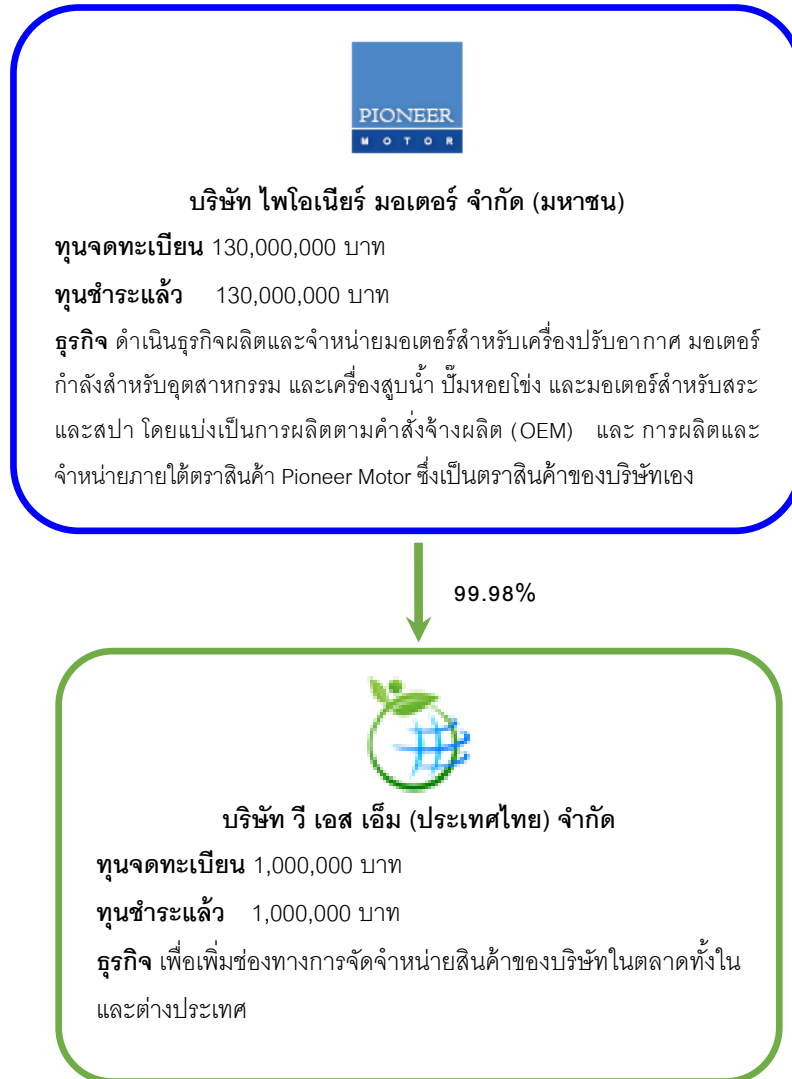 PIONEER
MOTOR
บริษัท ไพโอเนียร์ มอเตอร์ จำกัด (มหาชน)
ทุนจดทะเบียน 130,000,000 บาท
ทุนชำระแล้ว 130,000,000 บาท
ธุรกิจ ดำเนินธุรกิจผลิตและจำหน่ายมอเตอร์สำหรับเครื่องปรับอากาศ มอเตอร์
กำลังสำหรับอุตสาหกรรม และเครื่องสูบน้ำ ปั๊มหอยโข่ง และมอเตอร์สำหรับสระ
และสปา โดยแบ่งเป็นการผลิตตามคำสั่งจ้างผลิต (OEM) และ การผลิตและ
จำหน่ายภายใต้ตราสินค้า Pioneer Motor ซึ่งเป็นตราสินค้าของบริษัทเอง
99.98%
บริษัท วี เอส เอ็ม (ประเทศไทย) จำกัด
ทุนจดทะเบียน 1,000,000 บาท
ทุนชำระแล้ว 1,000,000 บาท
ธุรกิจ เพื่อเพิ่มช่องทางการจัดจำหน่ายสินค้าของบริษัทในตลาดทั้งใน
และต่างประเทศ